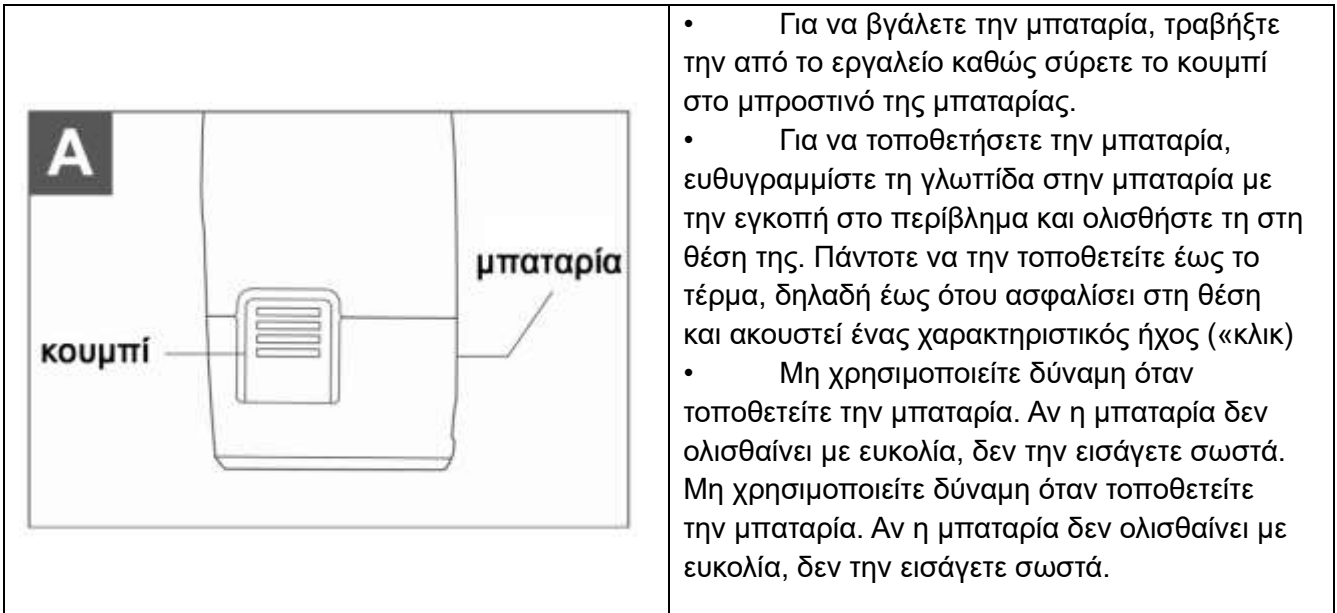 A
μπαταρία
κουμπί
• Για να βγάλετε την μπαταρία, τραβήξτε
την από το εργαλείο καθώς σύρετε το κουμπί
στο μπροστινό της μπαταρίας.
• Για να τοποθετήσετε την μπαταρία,
ευθυγραμμίστε τη γλωττίδα στην μπαταρία με
την εγκοπή στο περίβλημα και ολισθήστε τη στη
θέση της. Πάντοτε να την τοποθετείτε έως το
τέρμα, δηλαδή έως ότου ασφαλίσει στη θέση
και ακουστεί ένας χαρακτηριστικός ήχος («κλικ)
• Μη χρησιμοποιείτε δύναμη όταν
τοποθετείτε την μπαταρία. Αν η μπαταρία δεν
ολισθαίνει με ευκολία, δεν την εισάγετε σωστά.
Μη χρησιμοποιείτε δύναμη όταν τοποθετείτε
την μπαταρία. Αν η μπαταρία δεν ολισθαίνει με
ευκολία, δεν την εισάγετε σωστά.